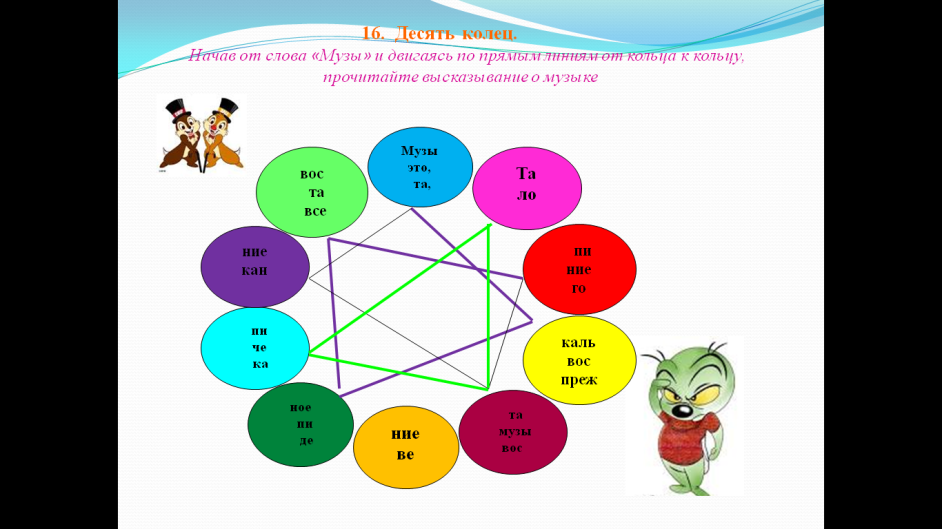 16. Десять колец.
Начав от слова «Музы» и двигаясь по прямым линиям от кольца к кольцу,
прочитайте высказывание о музыке
Музы
это,
та,
вос
та
все
Та
ло
ние
кан
пи
ние
го
пи
че
ка
каль
вос
преж
ное
пи
де
ние
ве
та
музы
вос